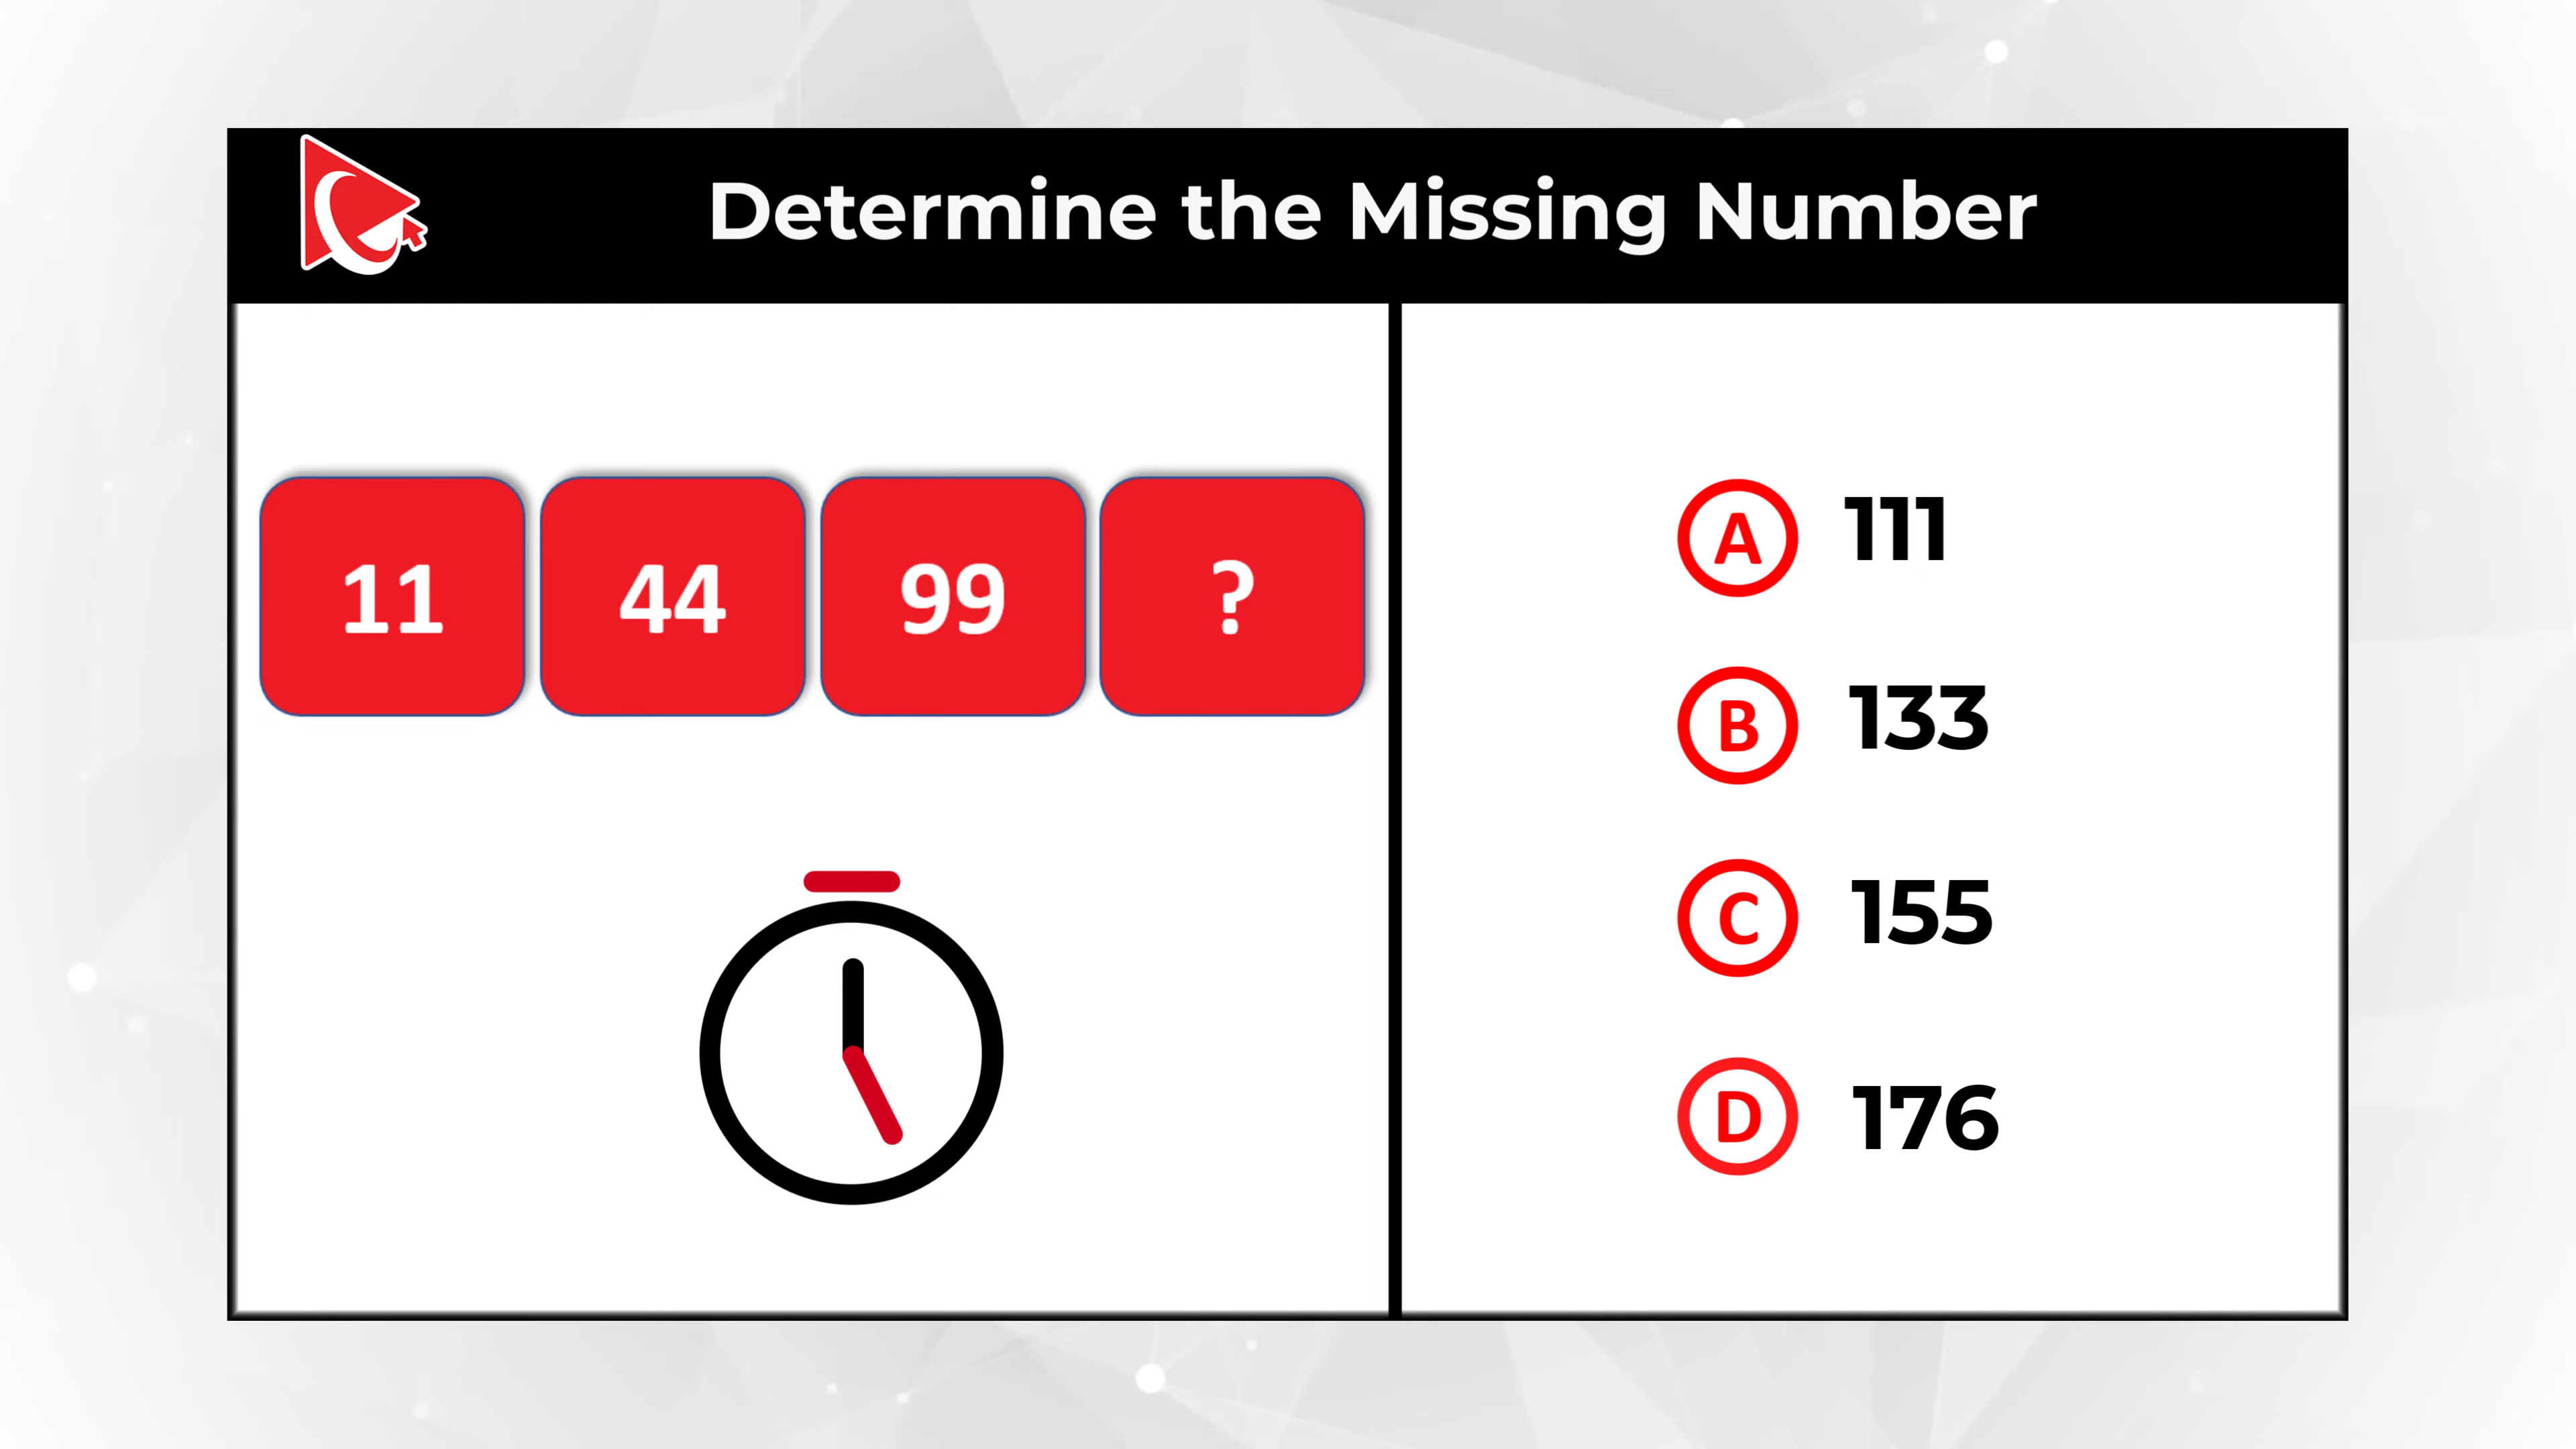 Determine the Missing Number
11 44 99 ?
A 111
B 133
C 155
D 176